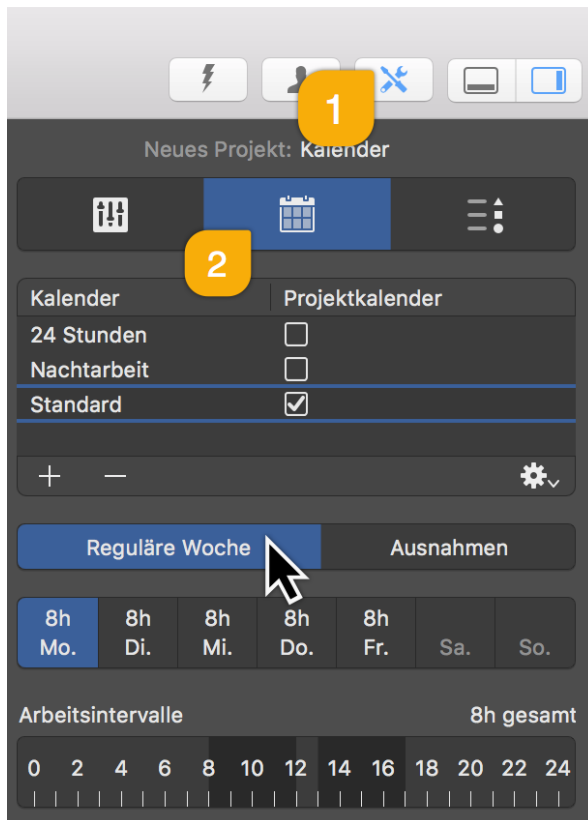 1
Neues Projekt: Kalender
2
Kalender Projektkalender
24 Stunden
Nachtarbeit
Standard
Reguläre Woche Ausnahmen
8h 8h 8h 8h 8h
Mo. Di. Mi. Do. Fr. Sa. So.
Arbeitsintervalle 8h gesamt
0 2 4 6 8 10 12 14 16 18 20 22 24